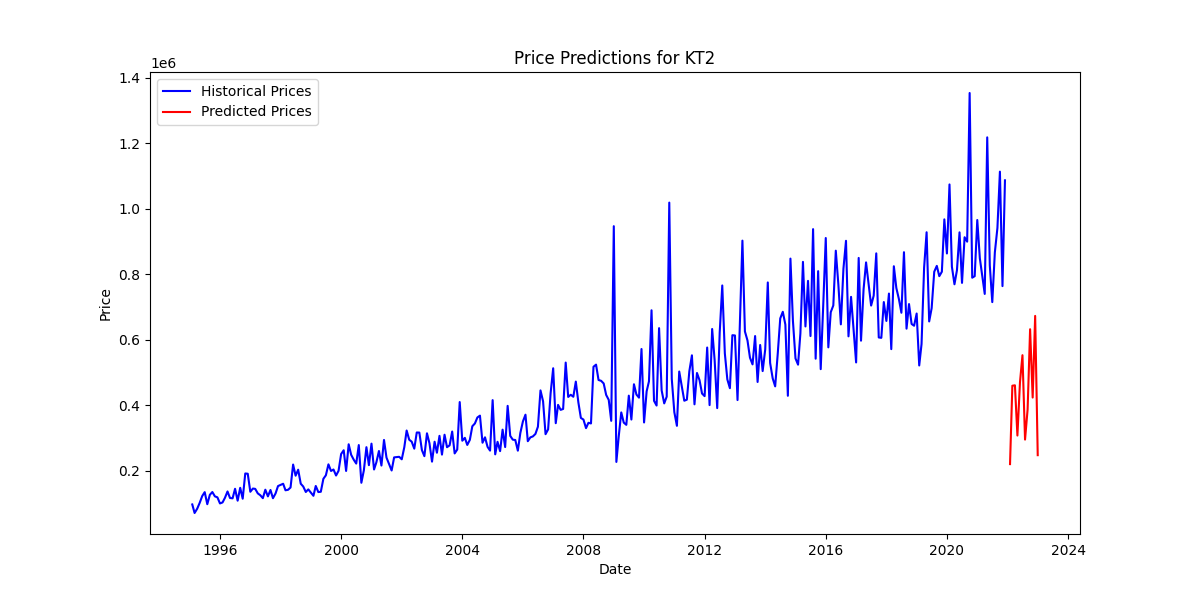 Price Predictions for KT2
1e6
1.4
1.2
1.0
0.8
0.6
0.4
0.2
Price
Historical Prices
Predicted Prices
1996 2000 2004 2008 2012 2016 2020 2024
Date